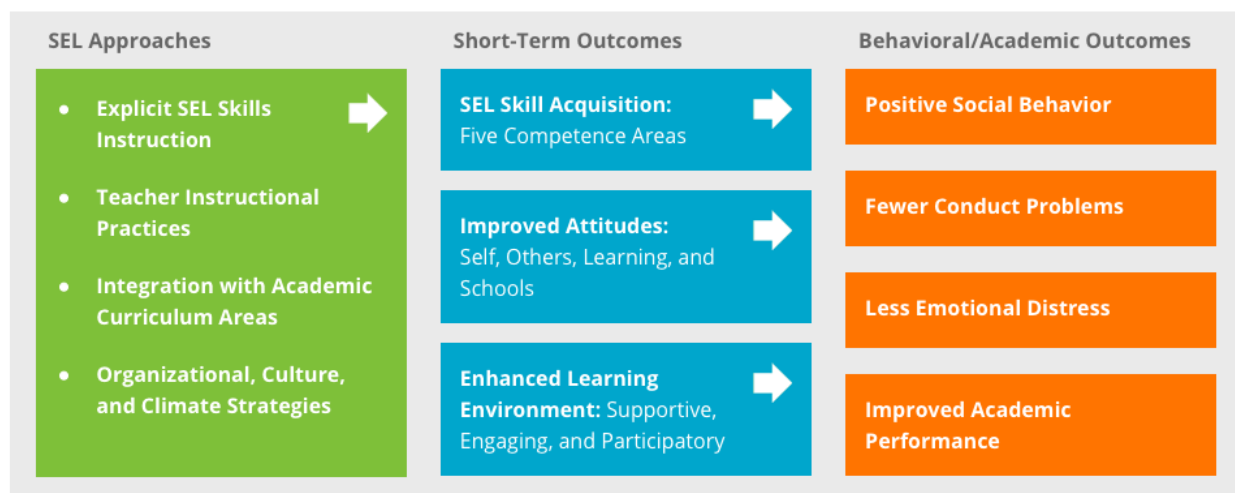 SEL Approaches
Short-Term Outcomes
Behavioral/Academic Outcomes
• Explicit SEL Skills
Instruction
• Teacher Instructional
Practices
• Integration with Academic
Curriculum Areas
• Organizational, Culture,
and Climate Strategies
SEL Skill Acquisition:
Five Competence Areas
Improved Attitudes:
Self, Others, Learning, and
Schools
Enhanced Learning
Environment: Supportive,
Engaging, and Participatory
Positive Social Behavior
Fewer Conduct Problems
Less Emotional Distress
Improved Academic
Performance